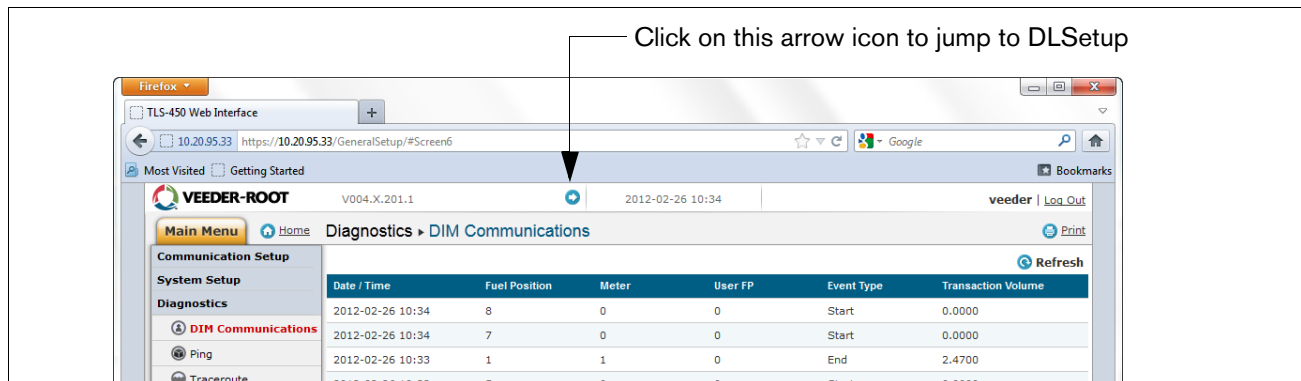 Click on this arrow icon to jump to DLSetup
Firefox
TLS-450 Web Interface
10.20.95.33 https://10.20.95.33/GeneralSetup/#Screen6
Google
Most Visited Getting Started Bookmarks
VEEDER-ROOT V004.X.201.1 2012-02-26 10:34 veeder | Log Out
Main Menu Home Diagnostics ▸ DIM Communications Print
Communication Setup
Refresh
System Setup
Date / Time Fuel Position Meter User FP Event Type Transaction Volume
Diagnostics
2012-02-26 10:34 8 0 0 Start 0.0000
DIM Communications
2012-02-26 10:34 7 0 0 Start 0.0000
Ping
2012-02-26 10:33 1 1 0 End 2.4700
Traceroute